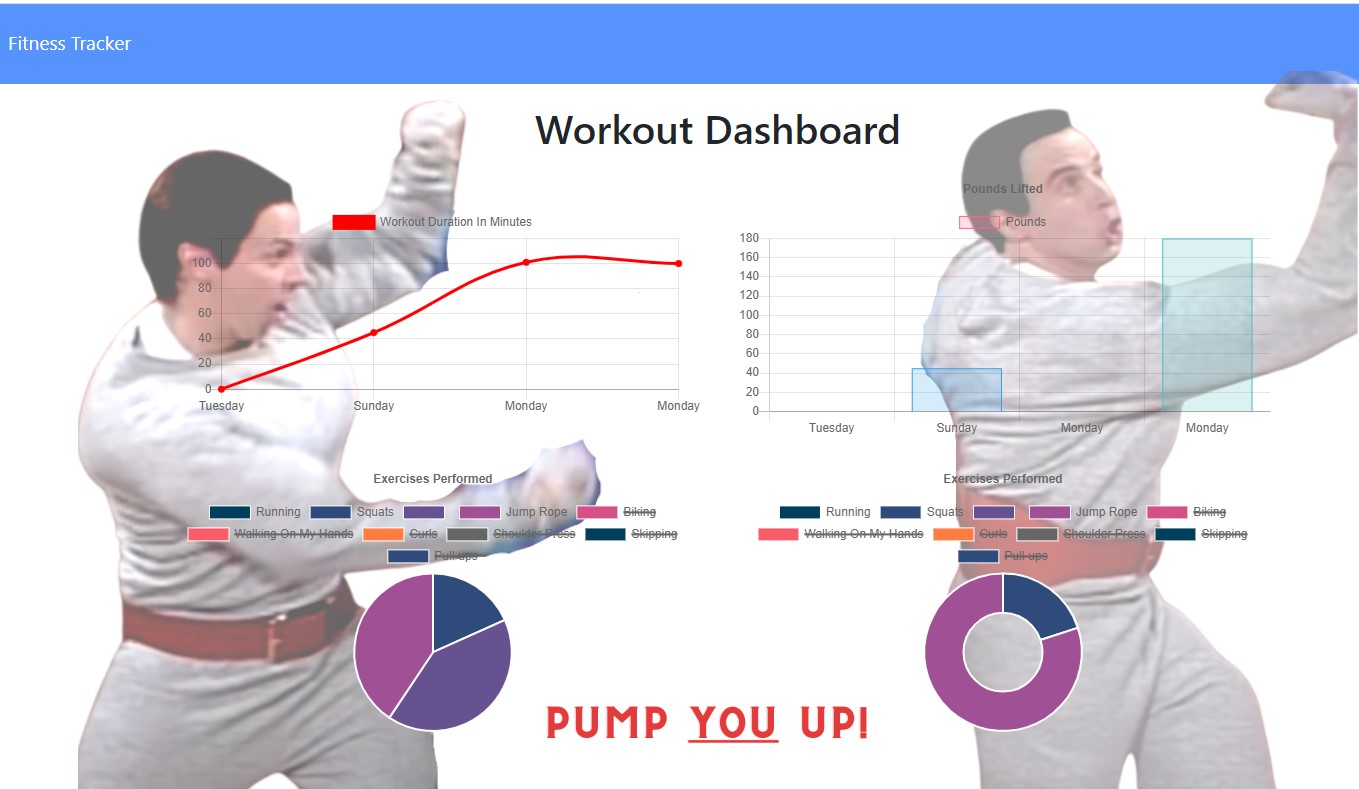 Fitness Tracker
Workout Dashboard
Workout Duration In Minutes
100
80
60
40
20
0
Tuesday Sunday Monday Monday
Pounds Lifted
Pounds
180
160
140
120
100
80
60
40
20
0
Tuesday Sunday Monday Monday
Exercises Performed
Running Squats Jump Rope Biking
Walking On My Hands Curls Shoulder Press Skipping
Pull-ups
Exercises Performed
Running Squats Jump Rope Biking
Walking On My Hands Curls Shoulder Press Skipping
Pull-ups
PUMP YOU UP!